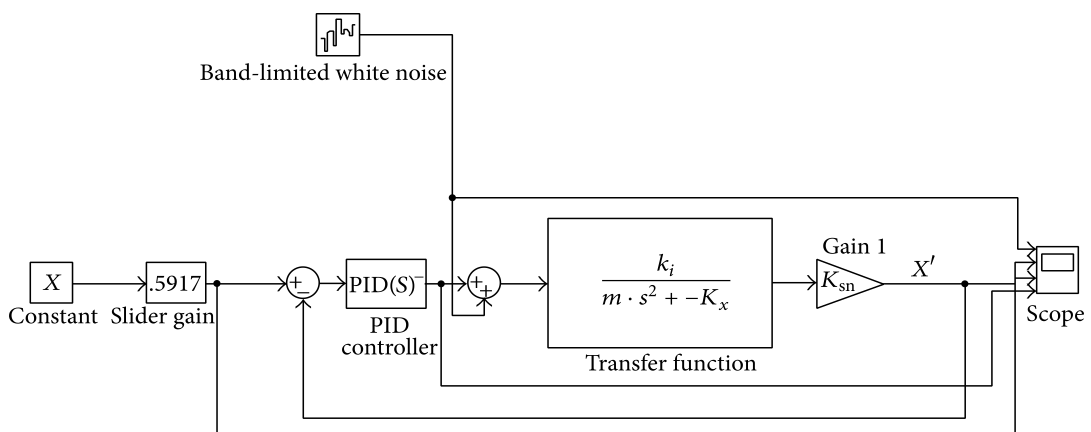 Band-limited white noise
X
Constant
.5917
Slider gain
+
−
PID(S)−
PID
controller
+
+
k_i
m · s² + −K_x
Transfer function
Gain 1
K_sn
X′
Scope